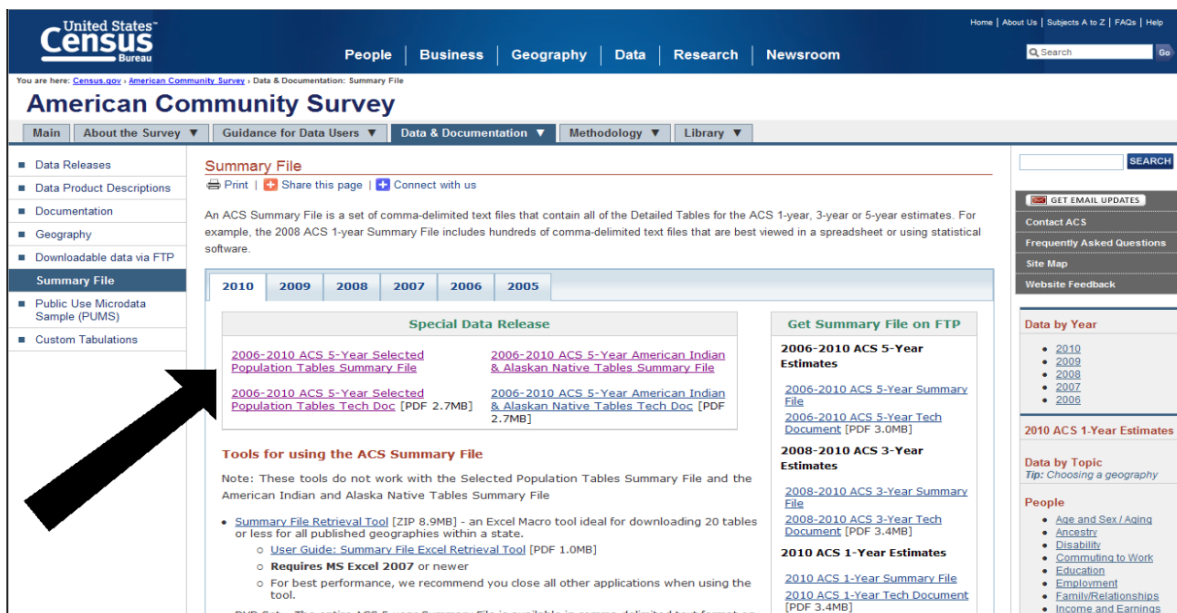 United States™
Census
Bureau
Home | About Us | Subjects A to Z | FAQs | Help
People | Business | Geography | Data | Research | Newsroom
Search
Go
You are here: Census.gov › American Community Survey › Data & Documentation: Summary File
American Community Survey
Main
About the Survey ▼
Guidance for Data Users ▼
Data & Documentation ▼
Methodology ▼
Library ▼
Data Releases
Data Product Descriptions
Documentation
Geography
Downloadable data via FTP
Summary File
Public Use Microdata
Sample (PUMS)
Custom Tabulations
Summary File
Print | Share this page | Connect with us
An ACS Summary File is a set of comma-delimited text files that contain all of the Detailed Tables for the ACS 1-year, 3-year or 5-year estimates. For
example, the 2008 ACS 1-year Summary File includes hundreds of comma-delimited text files that are best viewed in a spreadsheet or using statistical
software.
2010 2009 2008 2007 2006 2005
Special Data Release
2006-2010 ACS 5-Year Selected
Population Tables Summary File
2006-2010 ACS 5-Year Selected
Population Tables Tech Doc [PDF 2.7MB]
2006-2010 ACS 5-Year American Indian
& Alaskan Native Tables Summary File
2006-2010 ACS 5-Year American Indian
& Alaskan Native Tables Tech Doc [PDF
2.7MB]
Tools for using the ACS Summary File
Note: These tools do not work with the Selected Population Tables Summary File and the
American Indian and Alaska Native Tables Summary File
Summary File Retrieval Tool [ZIP 8.9MB] - an Excel Macro tool ideal for downloading 20 tables
or less for all published geographies within a state.
User Guide: Summary File Excel Retrieval Tool [PDF 1.0MB]
Requires MS Excel 2007 or newer
For best performance, we recommend you close all other applications when using the
tool.
Get Summary File on FTP
2006-2010 ACS 5-Year
Estimates
2006-2010 ACS 5-Year Summary
File
2006-2010 ACS 5-Year Tech
Document [PDF 3.0MB]
2008-2010 ACS 3-Year
Estimates
2008-2010 ACS 3-Year Summary
File
2008-2010 ACS 3-Year Tech
Document [PDF 3.4MB]
2010 ACS 1-Year Estimates
2010 ACS 1-Year Summary File
2010 ACS 1-Year Tech Document
[PDF 3.4MB]
SEARCH
GET EMAIL UPDATES
Contact ACS
Frequently Asked Questions
Site Map
Website Feedback
Data by Year
2010
2009
2008
2007
2006
2010 ACS 1-Year Estimates
Data by Topic
Tip: Choosing a geography
People
Age and Sex / Aging
Ancestry
Disability
Commuting to Work
Education
Employment
Family/Relationships
Income and Earnings